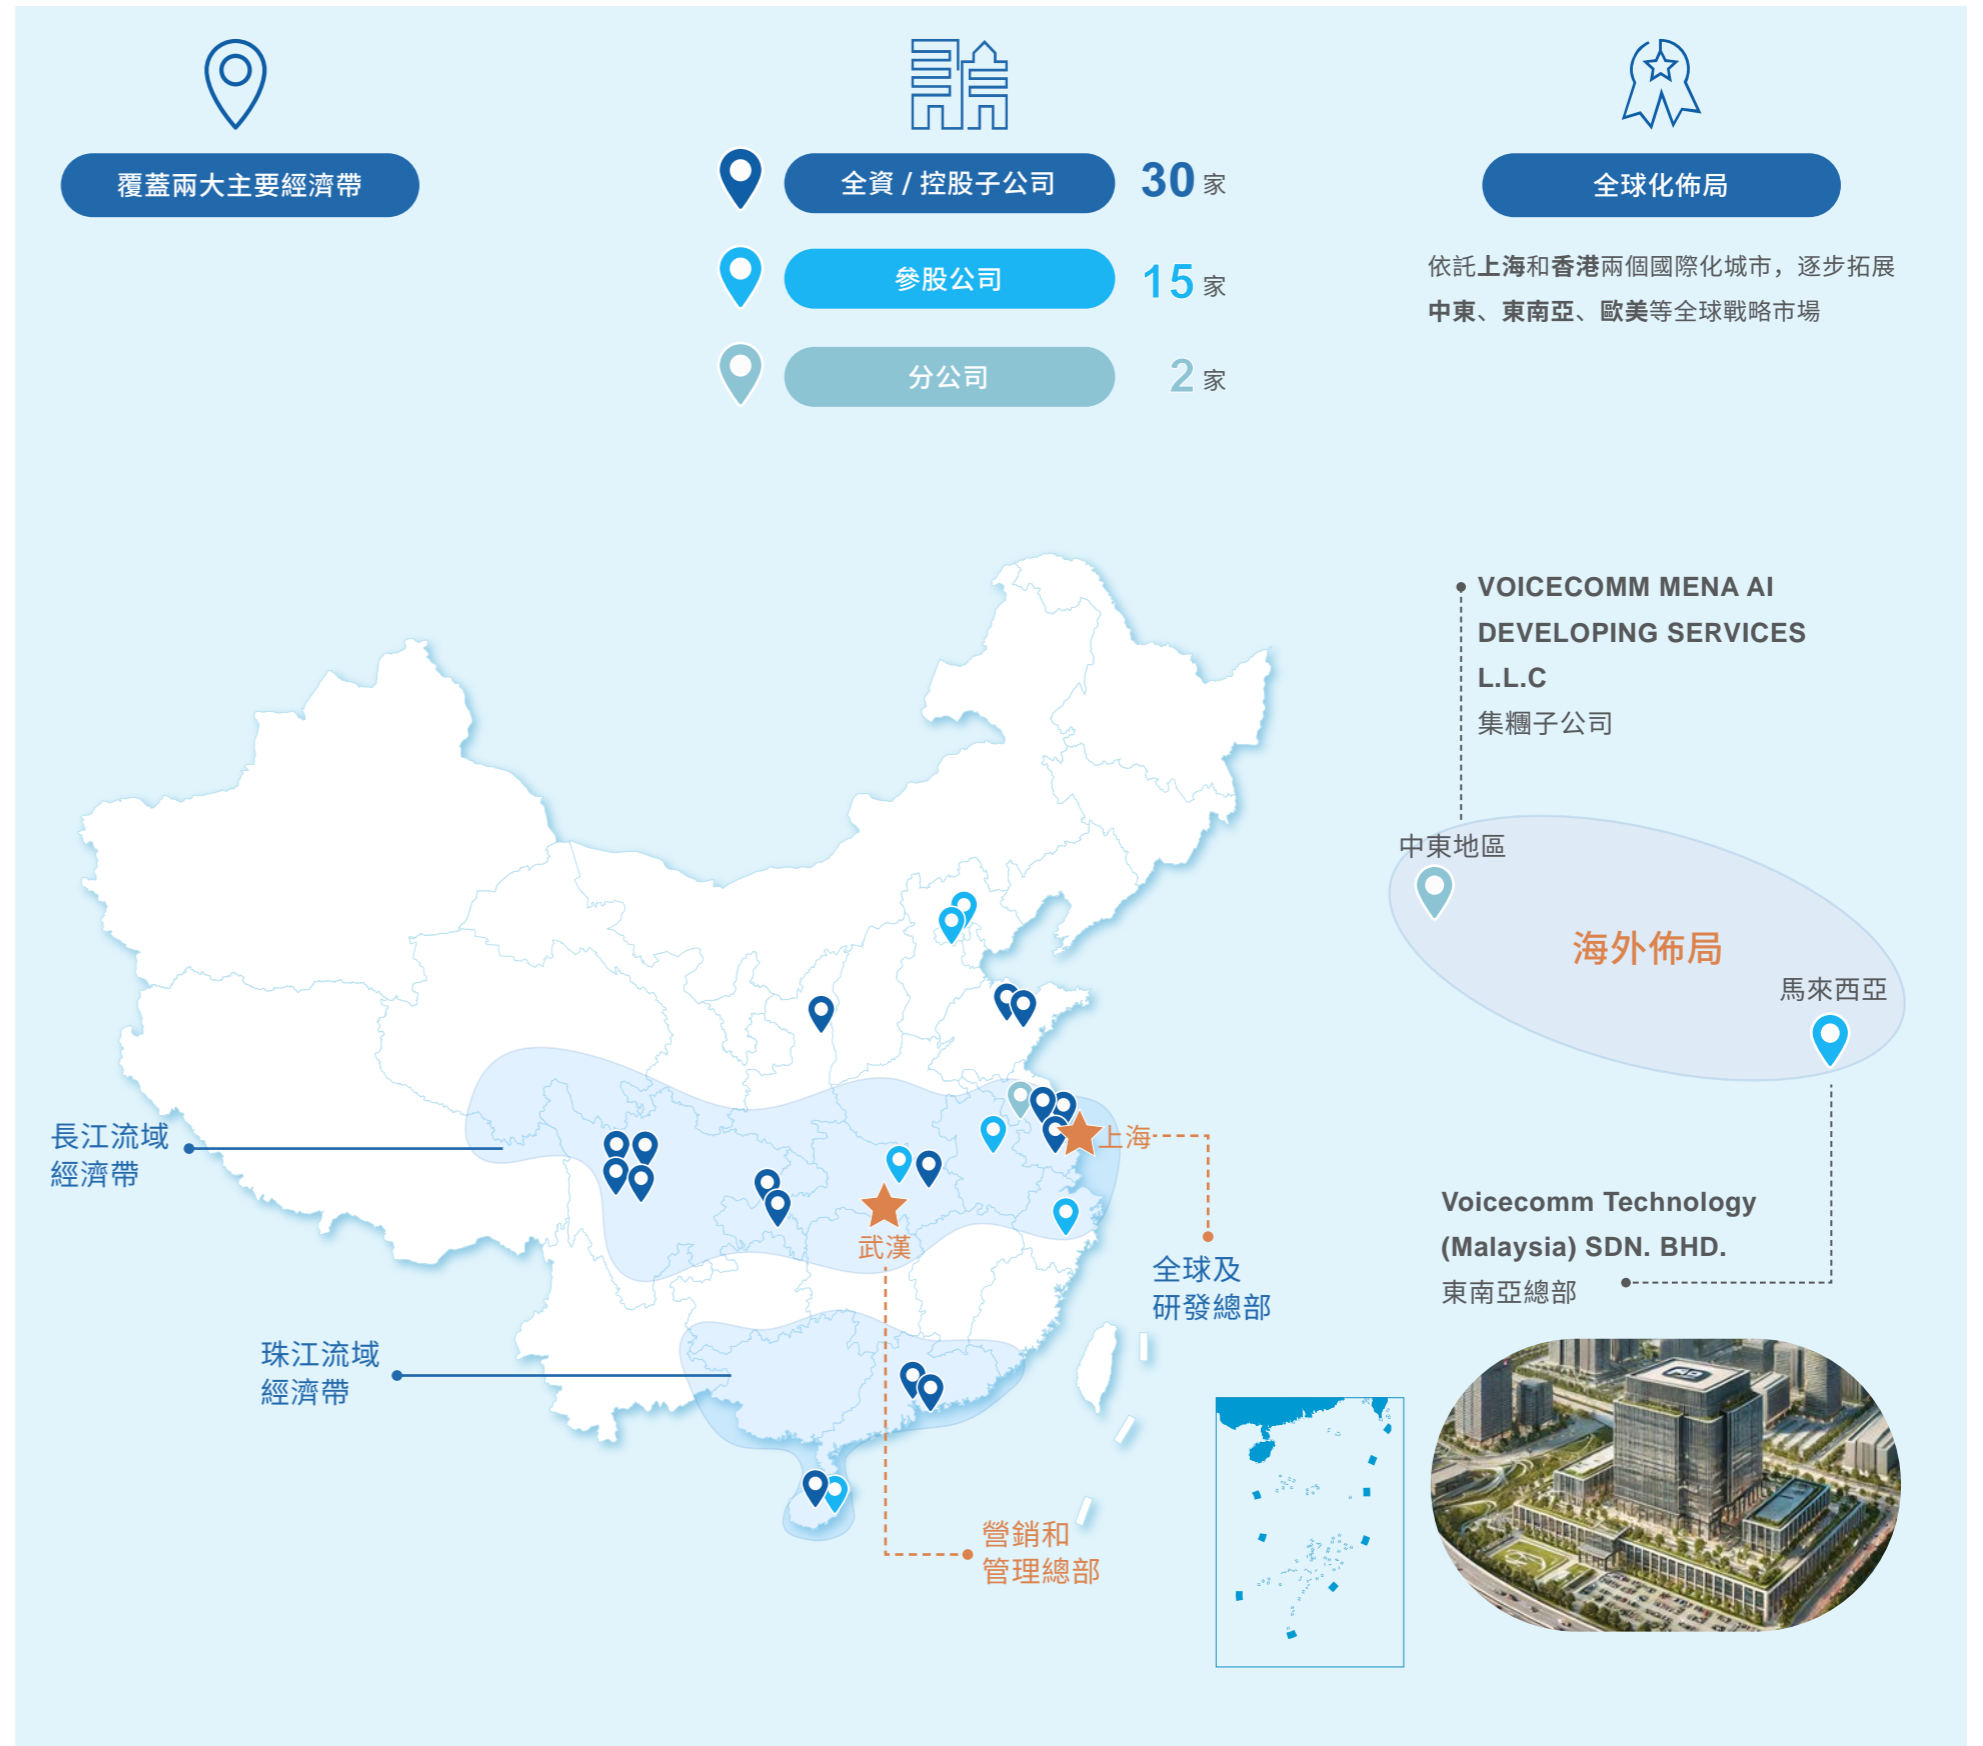 覆蓋兩大主要經濟帶
全資 / 控股子公司
30 家
參股公司
15 家
分公司
2 家
全球化佈局
依託上海和香港兩個國際化城市，逐步拓展
中東、東南亞、歐美等全球戰略市場
VOICECOMM MENA AI
DEVELOPING SERVICES
L.L.C
集糰子公司
中東地區
海外佈局
馬來西亞
長江流域
經濟帶
上海
武漢
全球及
研發總部
Voicecomm Technology
(Malaysia) SDN. BHD.
東南亞總部
珠江流域
經濟帶
營銷和
管理總部